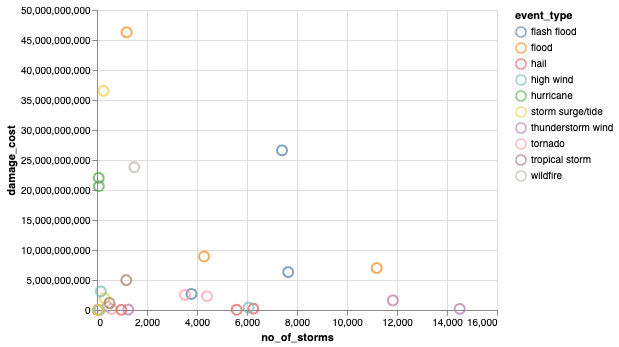 50,000,000,000
45,000,000,000
40,000,000,000
35,000,000,000
30,000,000,000
25,000,000,000
20,000,000,000
15,000,000,000
10,000,000,000
5,000,000,000
0
damage_cost
0 2,000 4,000 6,000 8,000 10,000 12,000 14,000 16,000
no_of_storms
event_type
flash flood
flood
hail
high wind
hurricane
storm surge/tide
thunderstorm wind
tornado
tropical storm
wildfire